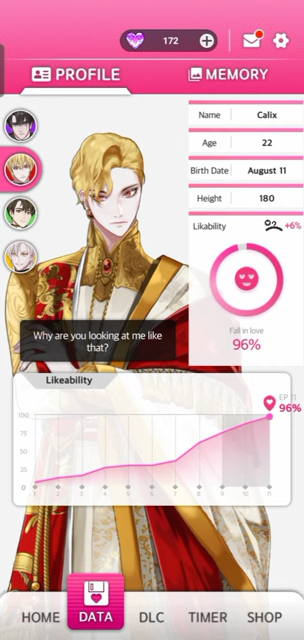 172
PROFILE
MEMORY
Name Calix
Age 22
Birth Date August 11
Height 180
Likability +6%
Fall in love
96%
Why are you looking at me like
that?
Likeability
EP 11
96%
100
75
50
25
0
1 2 3 4 5 6 7 8 9 10 11
HOME DATA DLC TIMER SHOP